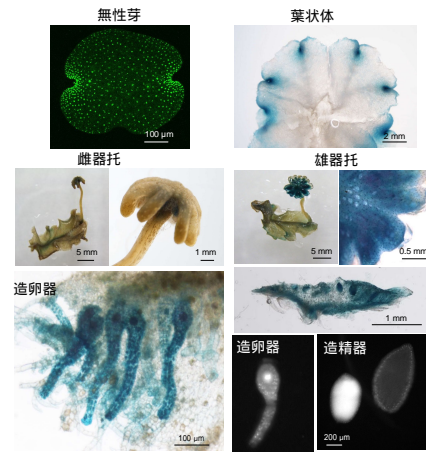 無性芽
葉状体
100 µm
2 mm
雌器托
雄器托
5 mm
1 mm
5 mm
0.5 mm
造卵器
1 mm
造卵器
造精器
100 µm
200 µm